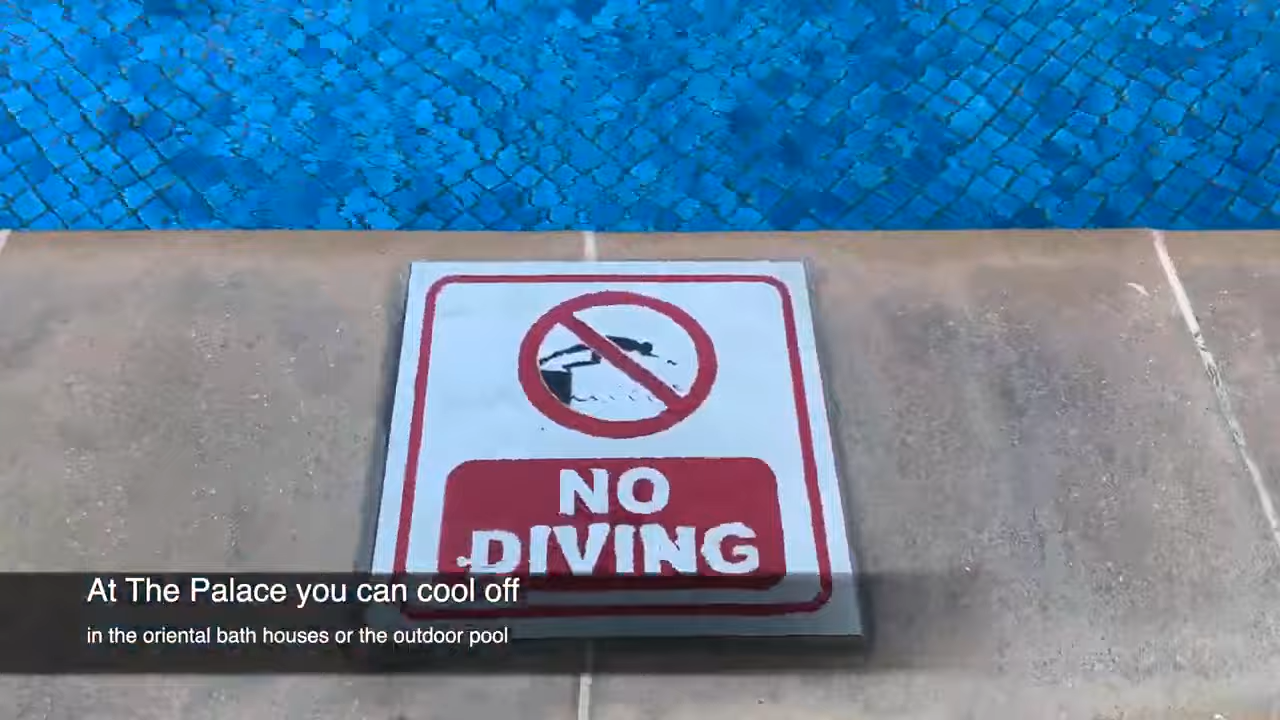 NO
DIVING
At The Palace you can cool off
in the oriental bath houses or the outdoor pool